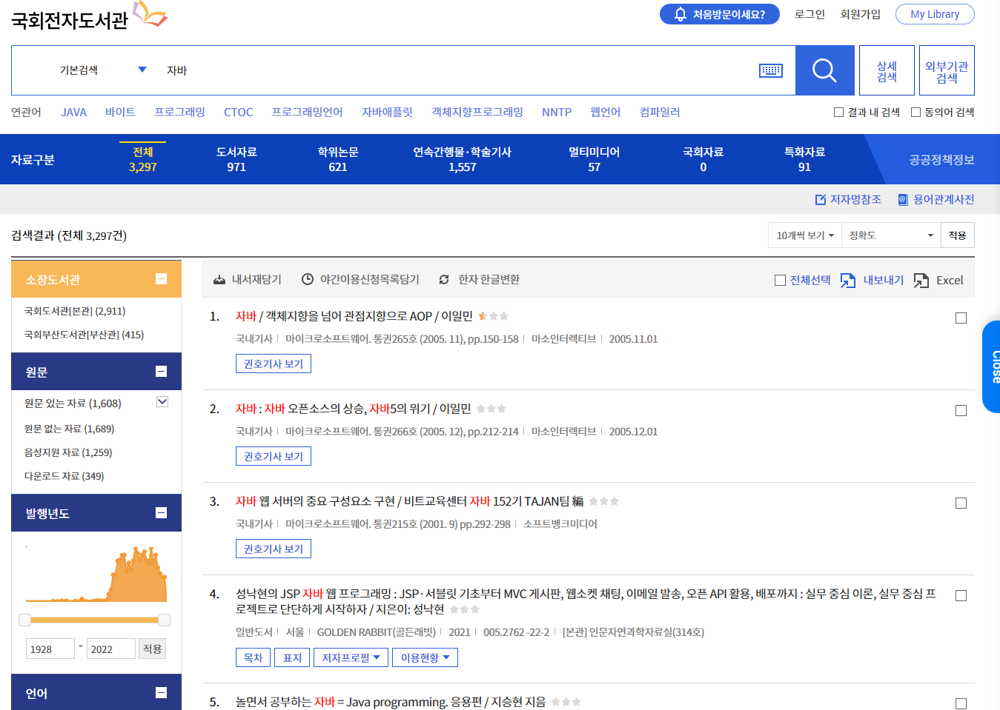 국회전자도서관
처음방문이세요?
로그인
회원가입
My Library
기본검색
자바
상세
검색
외부기관
검색
연관어 JAVA 바이트 프로그래밍 CTOC 프로그래밍언어 자바애플릿 객체지향프로그래밍 NNTP 웹언어 컴파일러
결과 내 검색 동의어 검색
자료구분
전체
3,297
도서자료
971
학위논문
621
연속간행물·학술기사
1,557
멀티미디어
57
국회자료
0
특화자료
91
공공정책정보
저자명참조 용어관계사전
검색결과 (전체 3,297건)
10개씩 보기 정확도 적용
소장도서관
국회도서관[본관] (2,911)
국회부산도서관[부산관] (415)
원문
원문 있는 자료 (1,608)
원문 없는 자료 (1,689)
음성지원 자료 (1,259)
다운로드 자료 (349)
발행년도
1928 - 2022 적용
언어
내서재담기 야간이용신청목록담기 한자 한글변환
전체선택 내보내기 Excel
1. 자바 / 객체지향을 넘어 관점지향으로 AOP / 이일민
국내기사 마이크로소프트웨어. 통권265호 (2005. 11), pp.150-158 마소인터렉티브 2005.11.01
권호기사 보기
2. 자바 : 자바 오픈소스의 상승, 자바5의 위기 / 이일민
국내기사 마이크로소프트웨어. 통권266호 (2005. 12), pp.212-214 마소인터렉티브 2005.12.01
권호기사 보기
3. 자바 웹 서버의 중요 구성요소 구현 / 비트교육센터 자바 152기 TAJAN팀 編
국내기사 마이크로소프트웨어. 통권215호 (2001. 9) pp.292-298 소프트뱅크미디어
권호기사 보기
4. 성낙현의 JSP 자바 웹 프로그래밍 : JSP·서블릿 기초부터 MVC 게시판, 웹소켓 채팅, 이메일 발송, 오픈 API 활용, 배포까지 : 실무 중심 이론, 실무 중심 프
로젝트로 단단하게 시작하자 / 지은이: 성낙현
일반도서 서울 GOLDEN RABBIT(골든래빗) 2021 005.2762 -22-2 [본관] 인문자연과학자료실(314호)
목차 표지 저자프로필 이용현황
5. 놀면서 공부하는 자바 = Java programming. 응용편 / 지승현 지음
Close